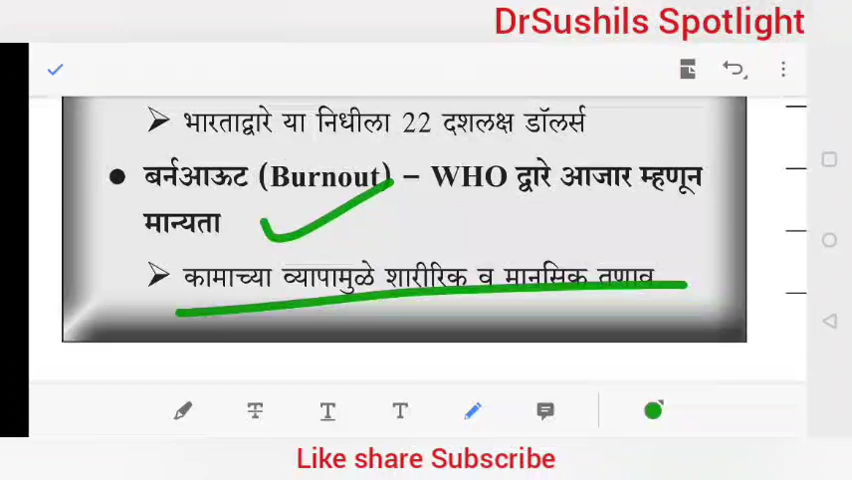 DrSushils Spotlight
➢ भारताद्वारे या निधीला 22 दशलक्ष डॉलर्स
● बर्नआऊट (Burnout) – WHO द्वारे आजार म्हणून
मान्यता
➢ कामाच्या व्यापामुळे शारीरिक व मानसिक तणाव
T T T
Like share Subscribe